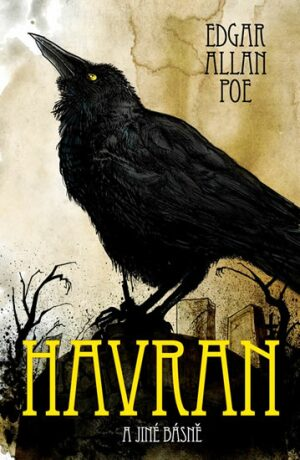 EDGAR
ALLAN
POE
HAVRAN
A JINÉ BÁSNĚ